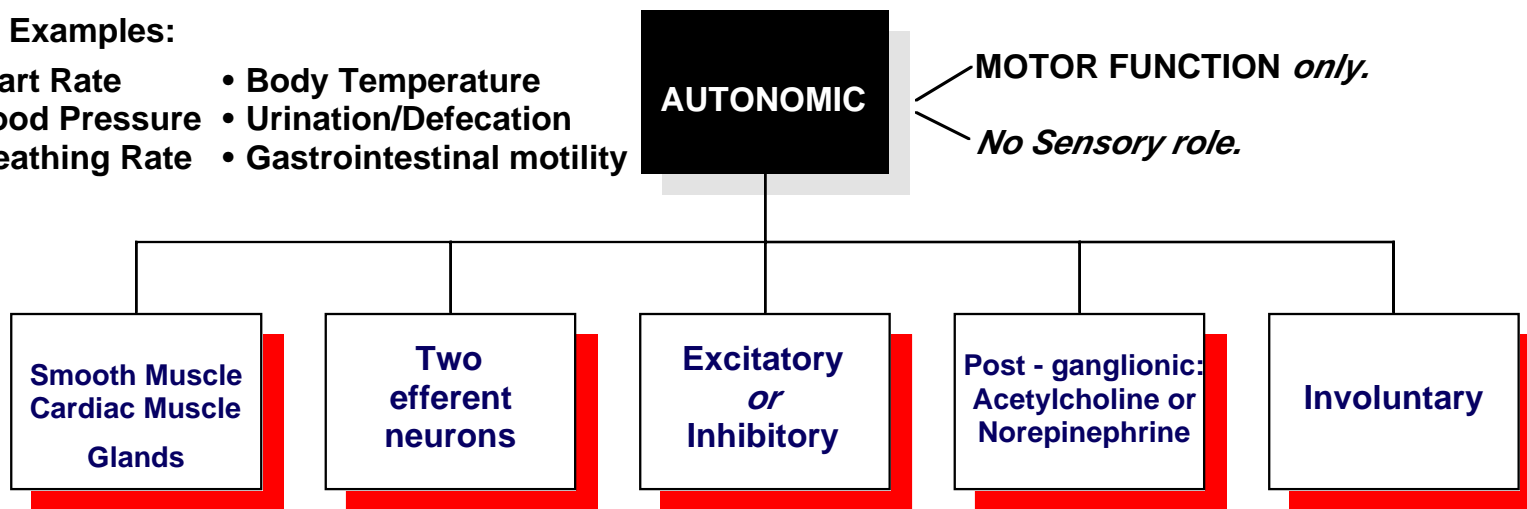 Examples:
art Rate
ood Pressure
eathing Rate
• Body Temperature
• Urination/Defecation
• Gastrointestinal motility
AUTONOMIC
MOTOR FUNCTION only.
No Sensory role.
Smooth Muscle
Cardiac Muscle
Glands
Two
efferent
neurons
Excitatory
or
Inhibitory
Post - ganglionic:
Acetylcholine or
Norepinephrine
Involuntary